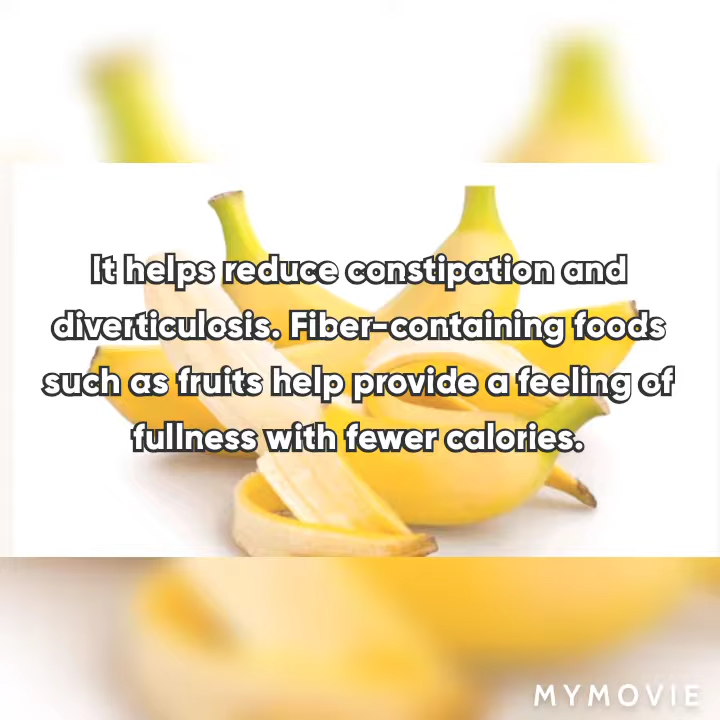 It helps reduce constipation and
diverticulosis. Fiber-containing foods
such as fruits help provide a feeling of
fullness with fewer calories.
MYMOVIE